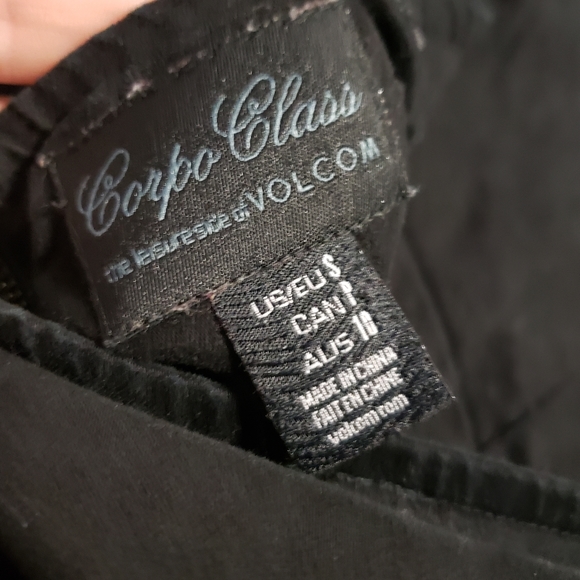 Corpo Class
the leisure side of VOLCOM
US/EU S
CAN P
AUS 10
MADE IN CHINA
FAIT EN CHINE
volcom.com